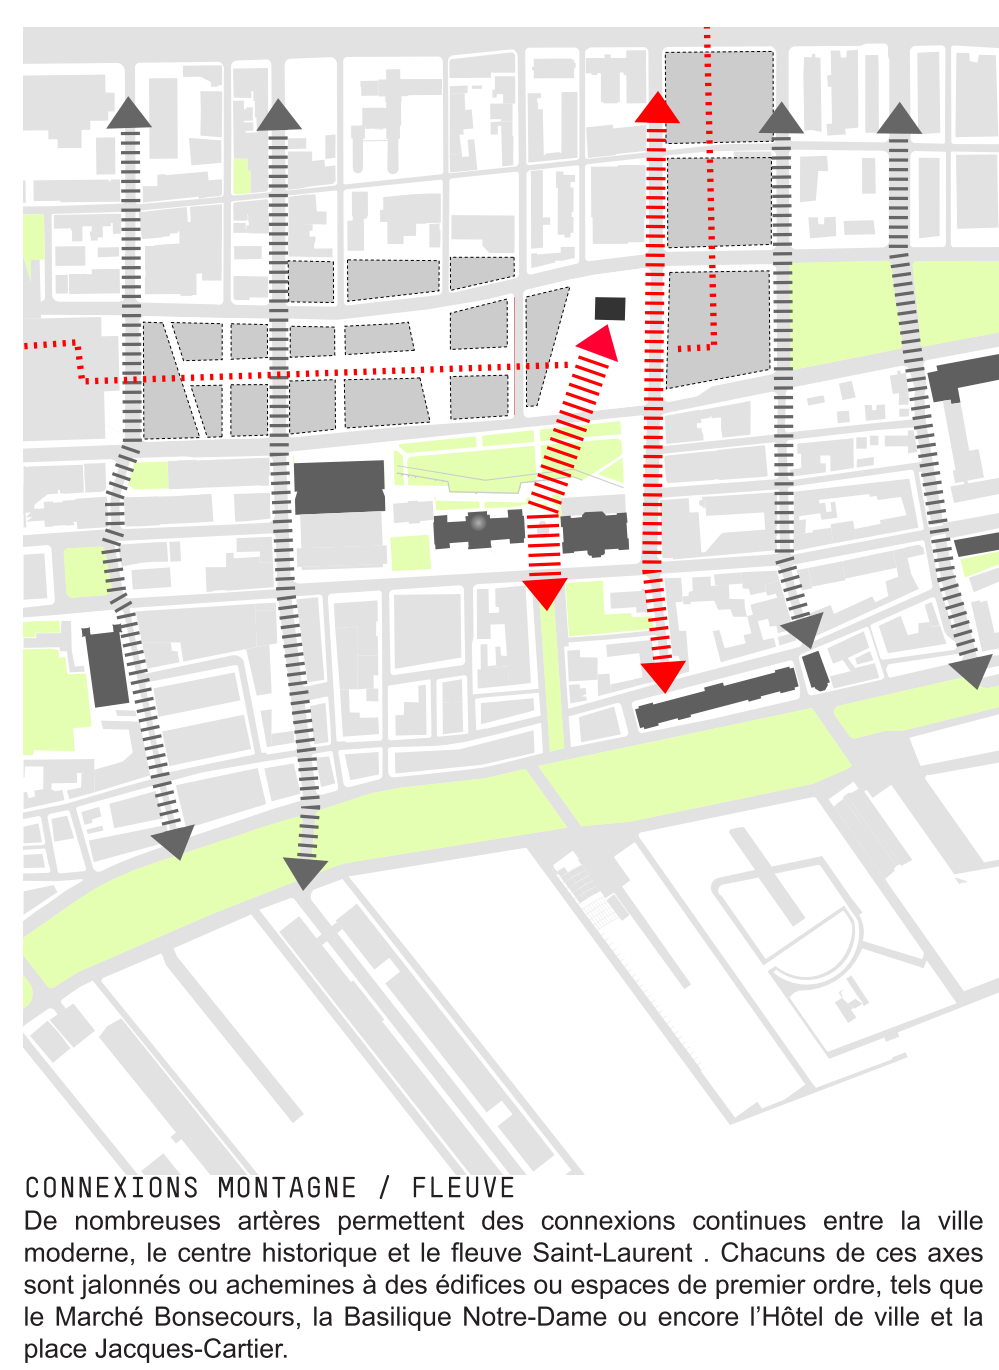 CONNEXIONS MONTAGNE / FLEUVE
De nombreuses artères permettent des connexions continues entre la ville
moderne, le centre historique et le fleuve Saint-Laurent . Chacuns de ces axes
sont jalonnés ou achemines à des édifices ou espaces de premier ordre, tels que
le Marché Bonsecours, la Basilique Notre-Dame ou encore l'Hôtel de ville et la
place Jacques-Cartier.